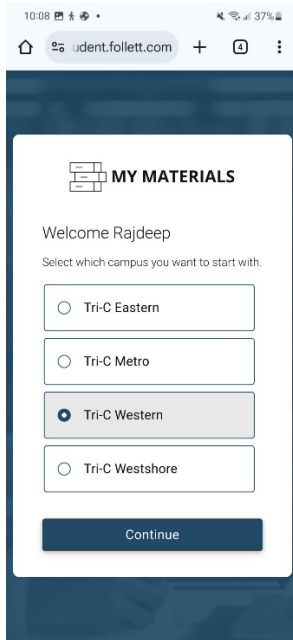 10:08 37%
udent.follett.com 4
MY MATERIALS
Welcome Rajdeep
Select which campus you want to start with.
Tri-C Eastern
Tri-C Metro
Tri-C Western
Tri-C Westshore
Continue